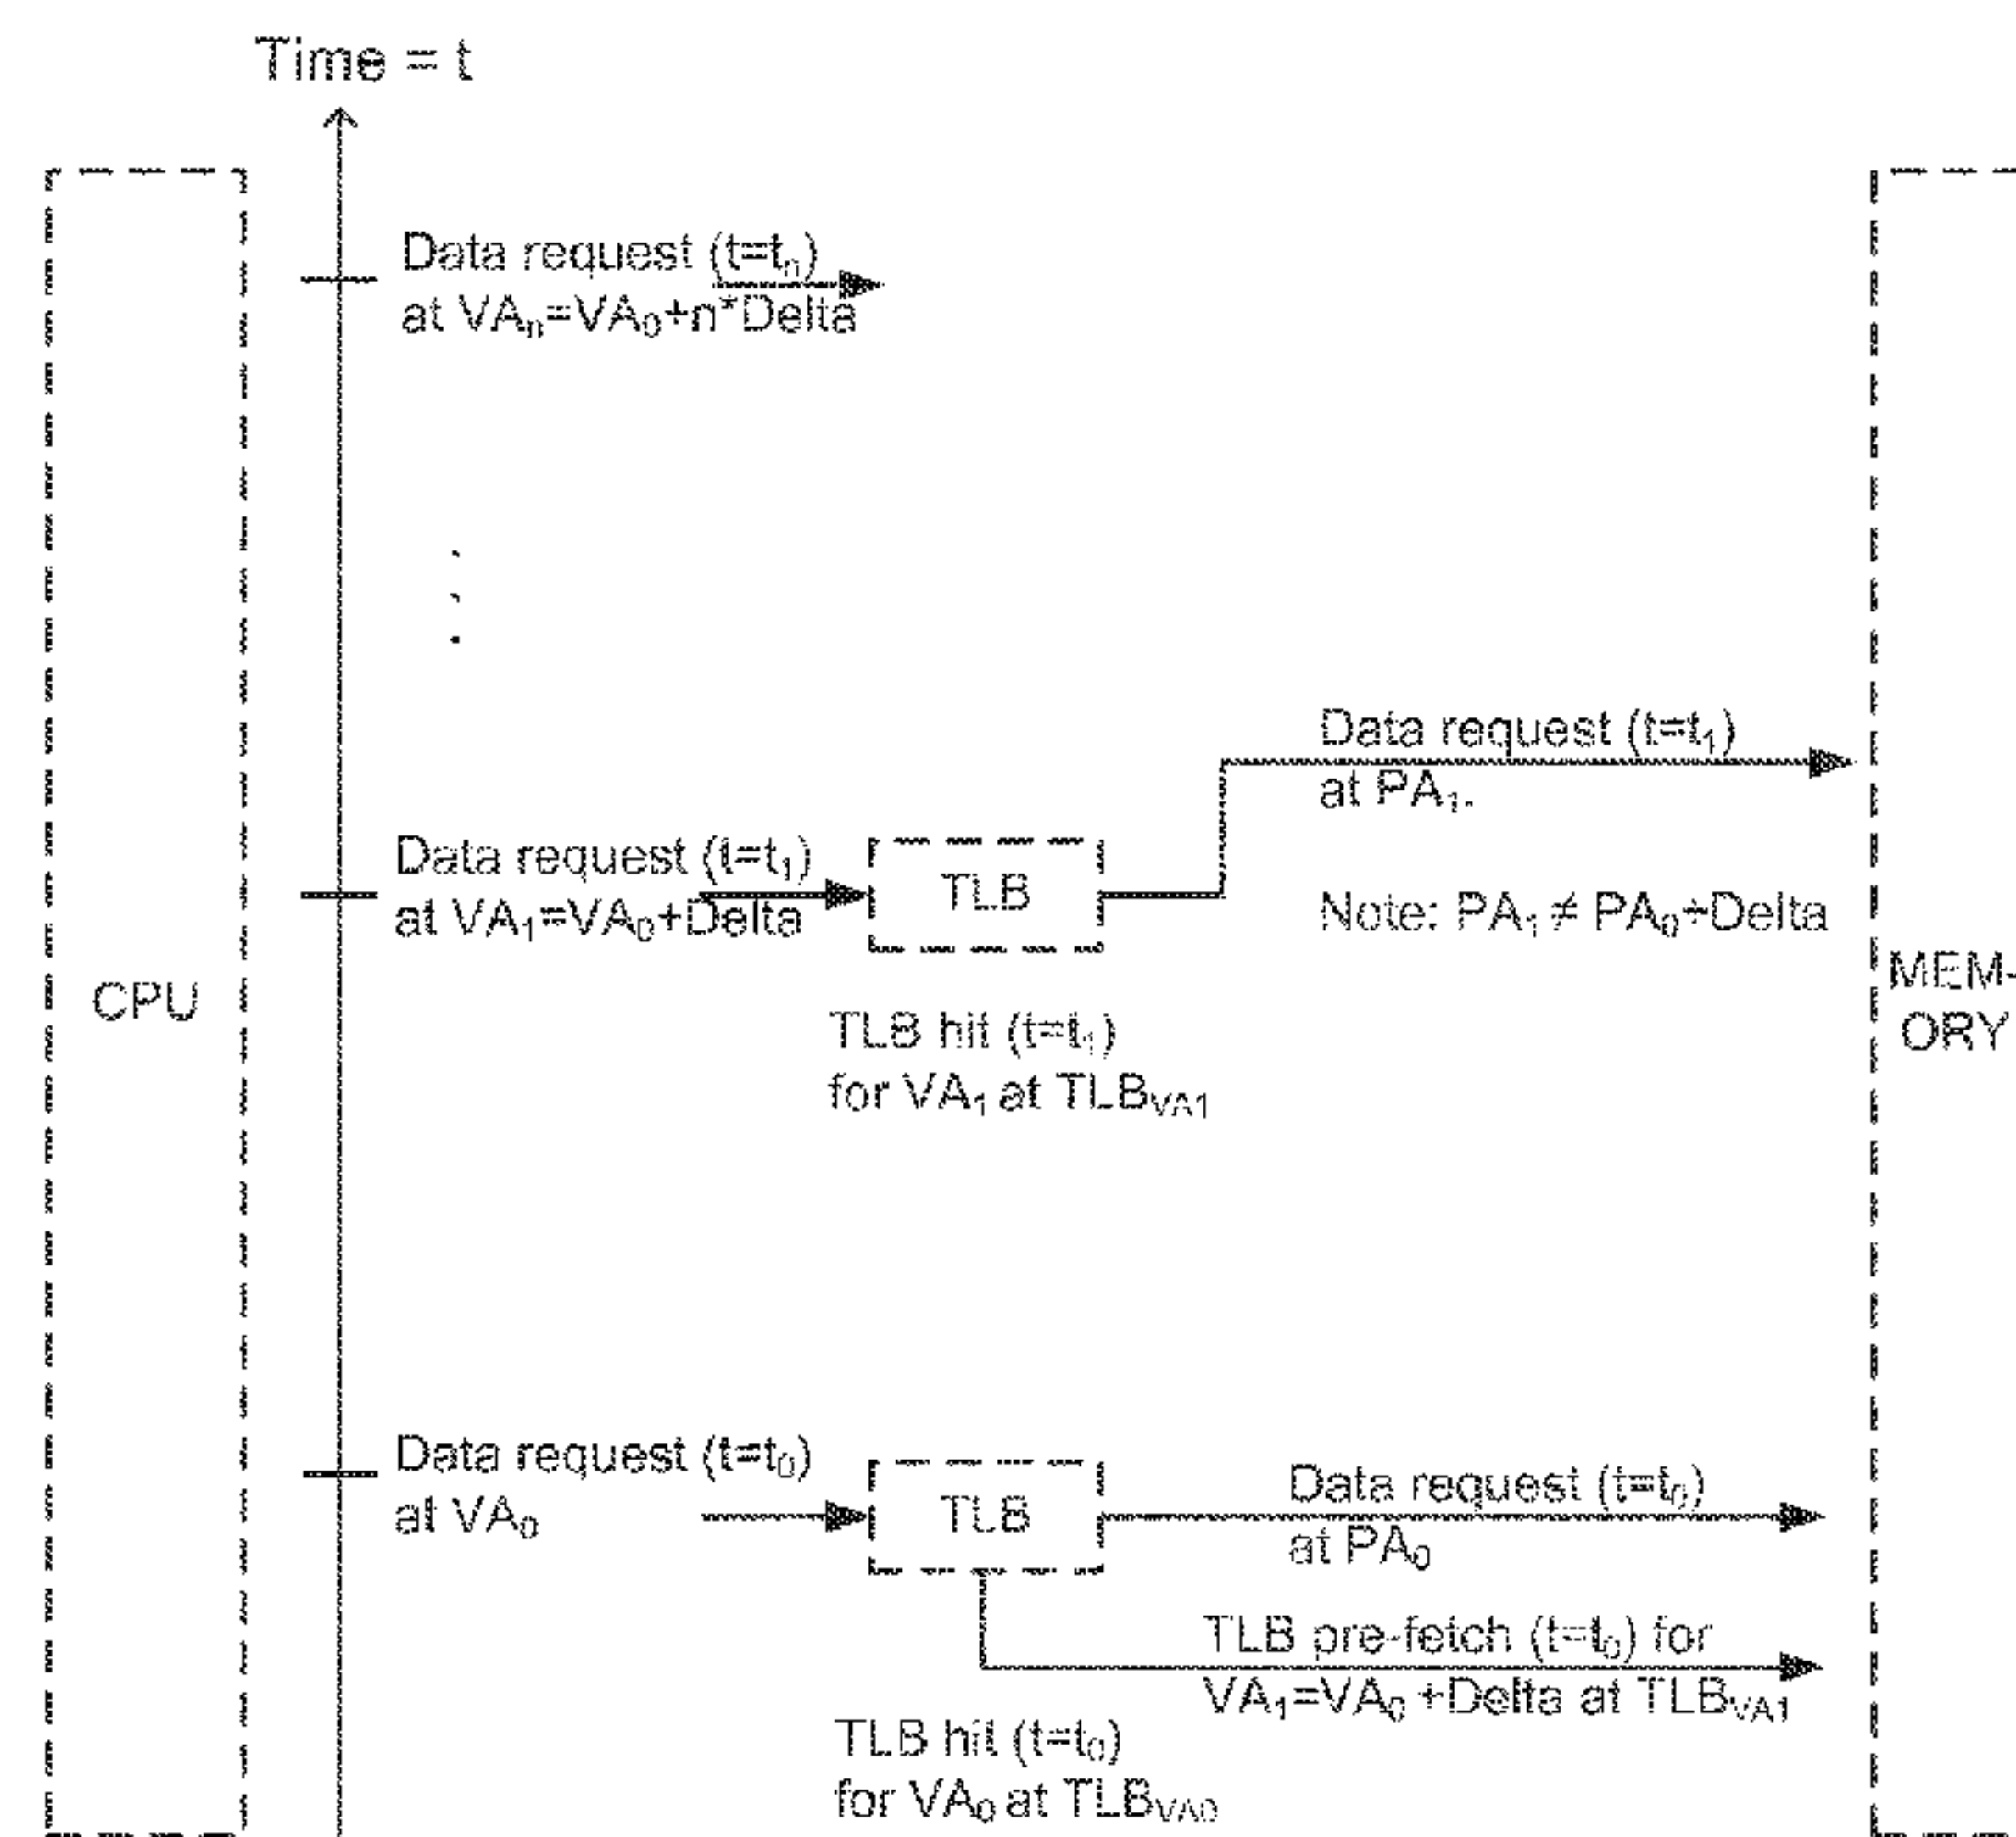 Time = t
Data request (t=tₙ)
at VAₙ=VA₀+n*Delta
Data request (t=t₁)
at PA₁.
Data request (t=t₁)
at VA₁=VA₀+Delta
TLB
Note: PA₁ ≠ PA₀+Delta
CPU
MEM-
ORY
TLB hit (t=t₁)
for VA₁ at TLB_VA1
Data request (t=t₀)
at VA₀
TLB
Data request (t=t₀)
at PA₀
TLB pre-fetch (t=t₀) for
VA₁=VA₀ +Delta at TLB_VA1
TLB hit (t=t₀)
for VA₀ at TLB_VA0